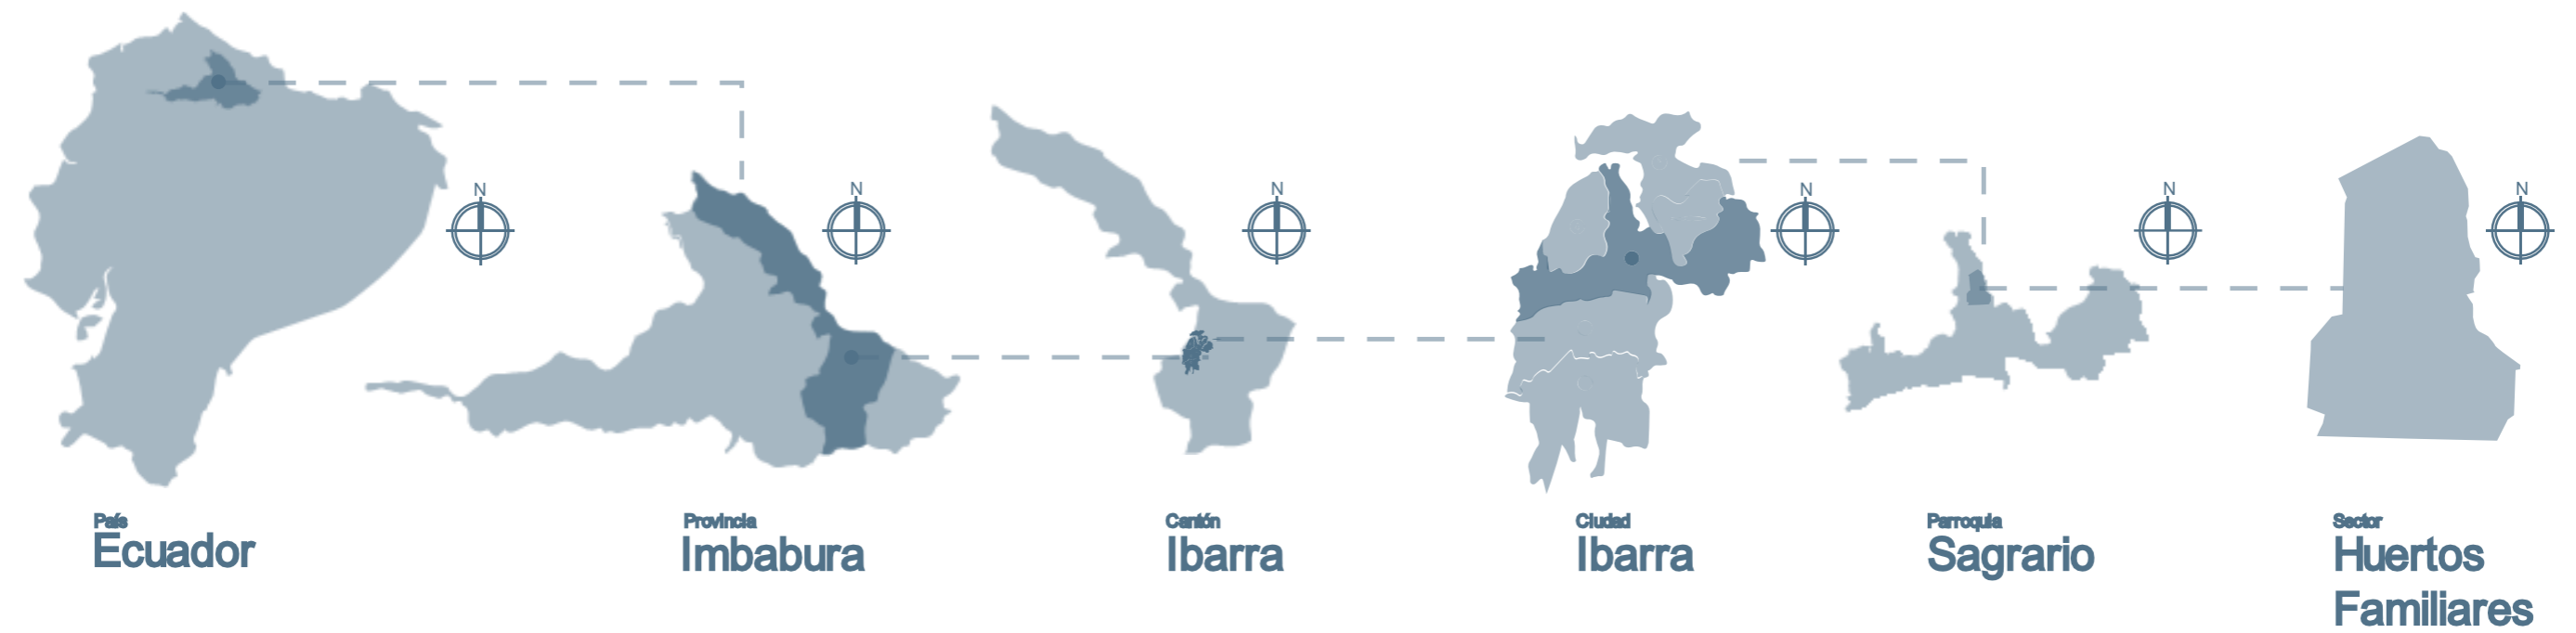 N
N
N
N
N
N
País
Ecuador
Provincia
Imbabura
Cantón
Ibarra
Ciudad
Ibarra
Parroquia
Sagrario
Sector
Huertos
Familiares